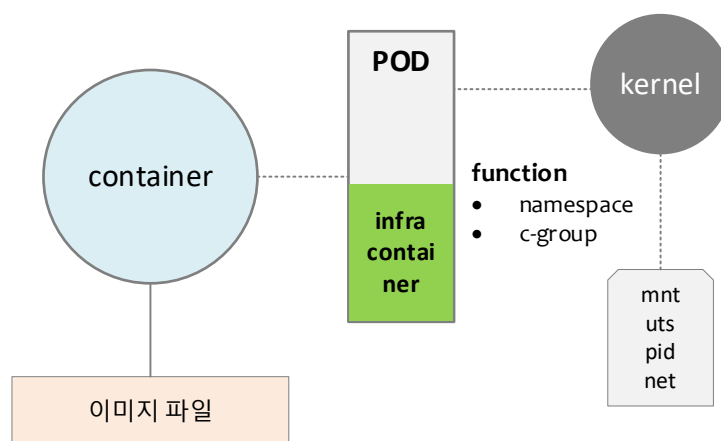 POD
kernel
container
function
• namespace
• c-group
infra
contai
ner
mnt
uts
pid
net
이미지 파일